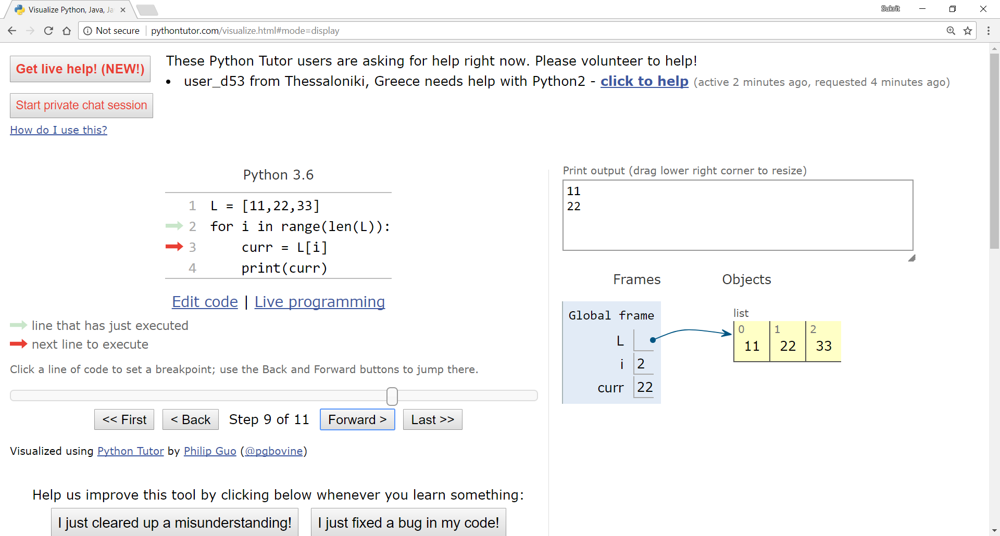 Visualize Python, Java, Ja
Sukrit
Not secure | pythontutor.com/visualize.html#mode=display
Get live help! (NEW!)
These Python Tutor users are asking for help right now. Please volunteer to help!
• user_d53 from Thessaloniki, Greece needs help with Python2 - click to help (active 2 minutes ago, requested 4 minutes ago)
Start private chat session
How do I use this?
Python 3.6
1 L = [11,22,33]
2 for i in range(len(L)):
3     curr = L[i]
4     print(curr)
Edit code | Live programming
line that has just executed
next line to execute
Click a line of code to set a breakpoint; use the Back and Forward buttons to jump there.
<< First < Back Step 9 of 11 Forward > Last >>
Visualized using Python Tutor by Philip Guo (@pgbovine)
Help us improve this tool by clicking below whenever you learn something:
I just cleared up a misunderstanding! I just fixed a bug in my code!
Print output (drag lower right corner to resize)
11
22
Frames Objects
Global frame
L
i 2
curr 22
list
0 1 2
11 22 33